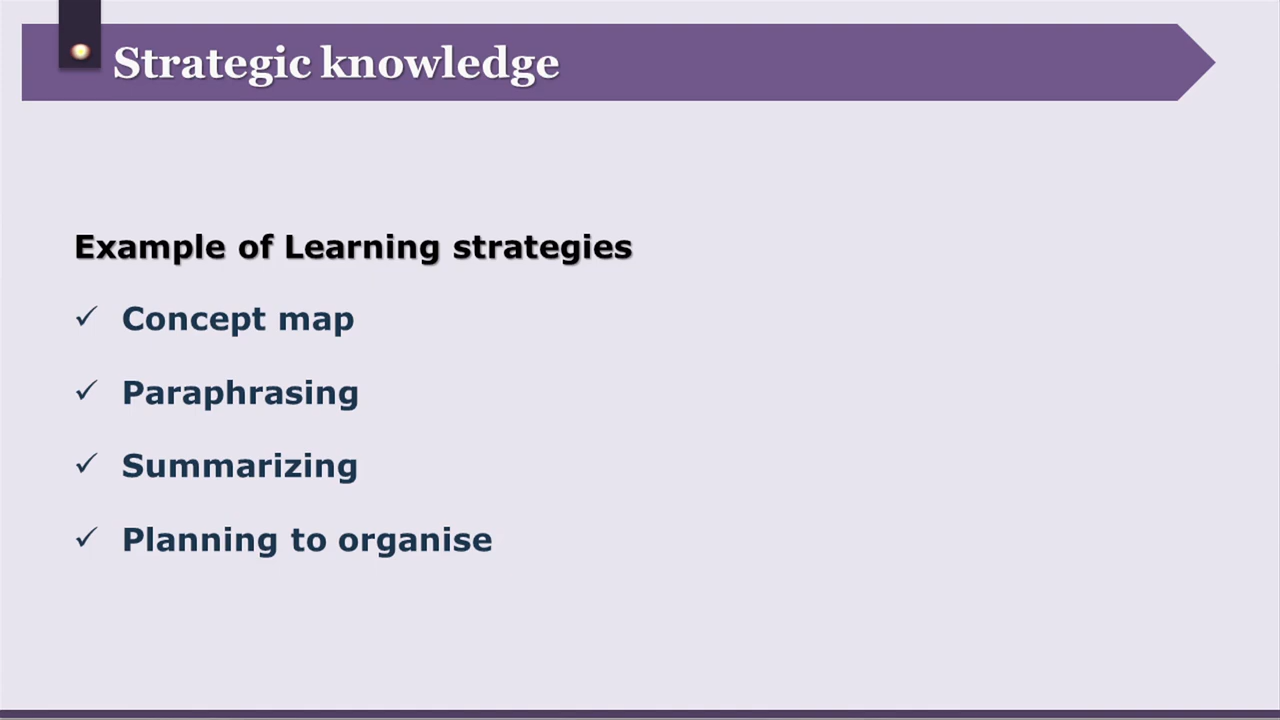 Strategic knowledge
Example of Learning strategies
✓ Concept map
✓ Paraphrasing
✓ Summarizing
✓ Planning to organise